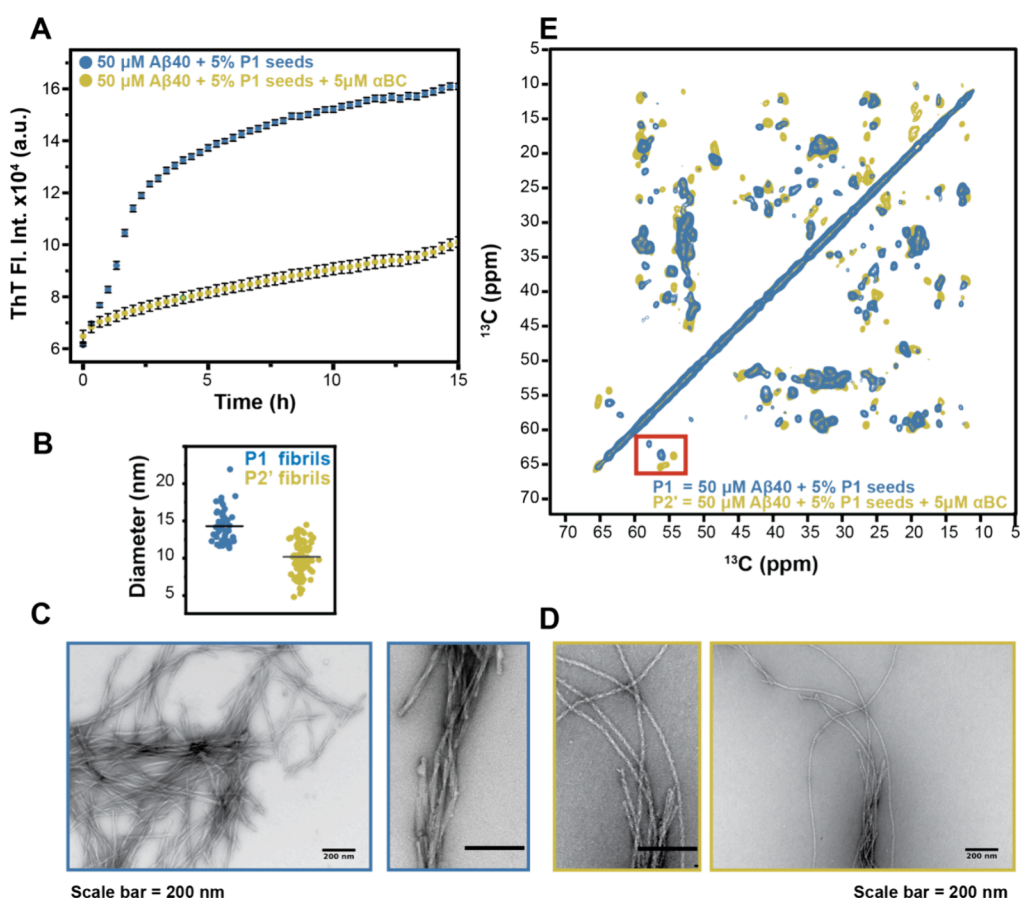 A
50 μM Aβ40 + 5% P1 seeds
50 μM Aβ40 + 5% P1 seeds + 5μM αBC
ThT Fl. Int. x10⁴ (a.u.)
16
14
12
10
8
6
0
5
10
15
Time (h)
B
P1 fibrils
P2' fibrils
Diameter (nm)
20
15
10
5
E
5
10
15
20
25
30
35
40
45
50
55
60
65
70
¹³C (ppm)
P1 = 50 μM Aβ40 + 5% P1 seeds
P2' = 50 μM Aβ40 + 5% P1 seeds + 5μM αBC
70 65 60 55 50 45 40 35 30 25 20 15 10 5
¹³C (ppm)
C
200 nm
Scale bar = 200 nm
D
200 nm
Scale bar = 200 nm